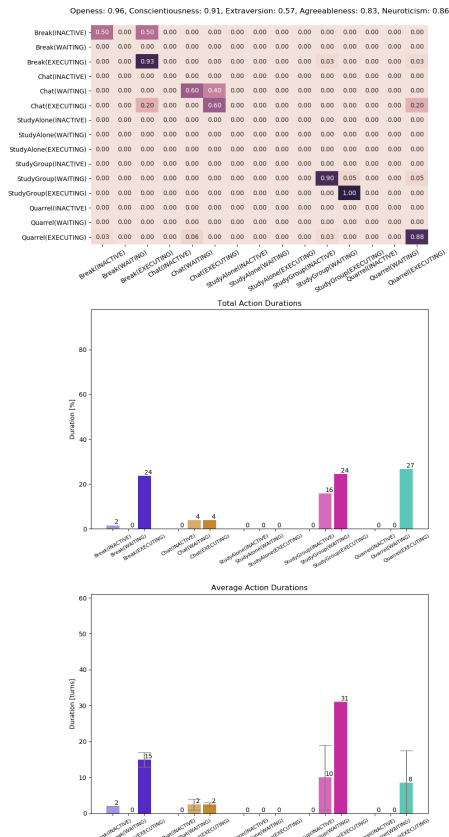 Openess: 0.96, Conscientiousness: 0.91, Extraversion: 0.57, Agreeableness: 0.83, Neuroticism: 0.86
Break(INACTIVE) 0.50 0.00 0.50 0.00 0.00 0.00 0.00 0.00 0.00 0.00 0.00 0.00 0.00 0.00 0.00
Break(WAITING) 0.00 0.00 0.00 0.00 0.00 0.00 0.00 0.00 0.00 0.00 0.00 0.00 0.00 0.00 0.00
Break(EXECUTING) 0.00 0.00 0.93 0.00 0.00 0.00 0.00 0.00 0.00 0.00 0.03 0.00 0.00 0.00 0.03
Chat(INACTIVE) 0.00 0.00 0.00 0.00 0.00 0.00 0.00 0.00 0.00 0.00 0.00 0.00 0.00 0.00 0.00
Chat(WAITING) 0.00 0.00 0.00 0.00 0.60 0.40 0.00 0.00 0.00 0.00 0.00 0.00 0.00 0.00 0.00
Chat(EXECUTING) 0.00 0.00 0.20 0.00 0.00 0.60 0.00 0.00 0.00 0.00 0.00 0.00 0.00 0.00 0.20
StudyAlone(INACTIVE) 0.00 0.00 0.00 0.00 0.00 0.00 0.00 0.00 0.00 0.00 0.00 0.00 0.00 0.00 0.00
StudyAlone(WAITING) 0.00 0.00 0.00 0.00 0.00 0.00 0.00 0.00 0.00 0.00 0.00 0.00 0.00 0.00 0.00
StudyAlone(EXECUTING) 0.00 0.00 0.00 0.00 0.00 0.00 0.00 0.00 0.00 0.00 0.00 0.00 0.00 0.00 0.00
StudyGroup(INACTIVE) 0.00 0.00 0.00 0.00 0.00 0.00 0.00 0.00 0.00 0.00 0.00 0.00 0.00 0.00 0.00
StudyGroup(WAITING) 0.00 0.00 0.00 0.00 0.00 0.00 0.00 0.00 0.00 0.00 0.90 0.05 0.00 0.00 0.05
StudyGroup(EXECUTING) 0.00 0.00 0.00 0.00 0.00 0.00 0.00 0.00 0.00 0.00 0.00 1.00 0.00 0.00 0.00
Quarrel(INACTIVE) 0.00 0.00 0.00 0.00 0.00 0.00 0.00 0.00 0.00 0.00 0.00 0.00 0.00 0.00 0.00
Quarrel(WAITING) 0.00 0.00 0.00 0.00 0.00 0.00 0.00 0.00 0.00 0.00 0.00 0.00 0.00 0.00 0.00
Quarrel(EXECUTING) 0.03 0.00 0.00 0.00 0.06 0.00 0.00 0.00 0.00 0.00 0.03 0.00 0.00 0.00 0.88
Break(INACTIVE) Break(WAITING) Break(EXECUTING) Chat(INACTIVE) Chat(WAITING) Chat(EXECUTING) StudyAlone(INACTIVE) StudyAlone(WAITING) StudyAlone(EXECUTING) StudyGroup(INACTIVE) StudyGroup(WAITING) StudyGroup(EXECUTING) Quarrel(INACTIVE) Quarrel(WAITING) Quarrel(EXECUTING)
Total Action Durations
Duration [%]
80
60
40
20
0
2 0 24 0 4 4 0 0 0 0 16 24 0 0 27
Break(INACTIVE) Break(WAITING) Break(EXECUTING) Chat(INACTIVE) Chat(WAITING) Chat(EXECUTING) StudyAlone(INACTIVE) StudyAlone(WAITING) StudyAlone(EXECUTING) StudyGroup(INACTIVE) StudyGroup(WAITING) StudyGroup(EXECUTING) Quarrel(INACTIVE) Quarrel(WAITING) Quarrel(EXECUTING)
Average Action Durations
Duration [turns]
60
50
40
30
20
10
0
2 0 15 0 2 2 0 0 0 0 10 31 0 0 8